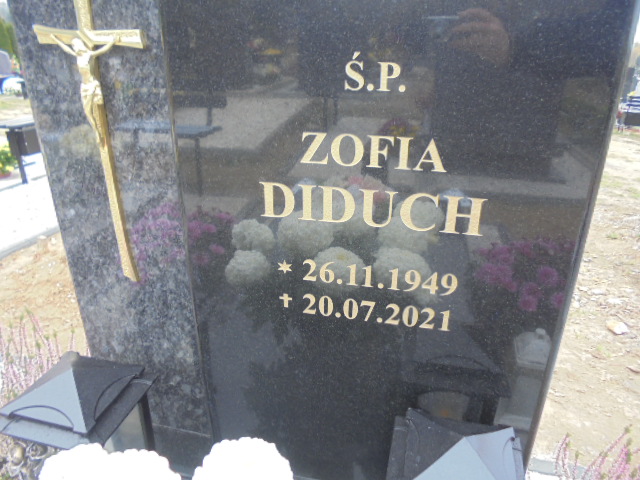 Ś.P.
ZOFIA
DIDUCH
* 26.11.1949
✝ 20.07.2021